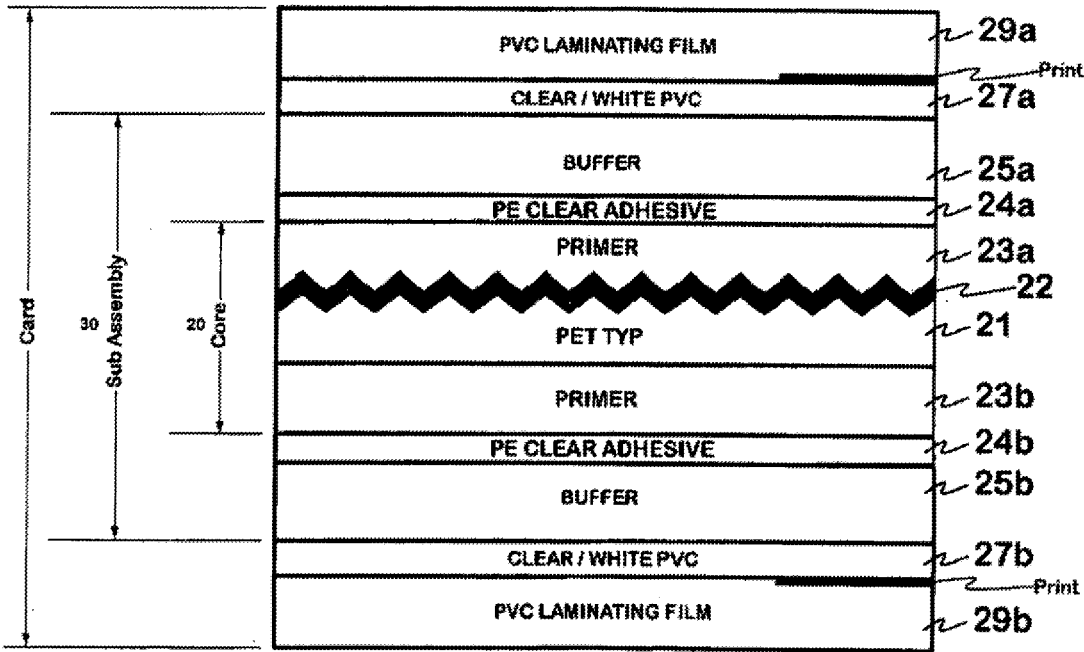 PVC LAMINATING FILM
29a
Print
CLEAR / WHITE PVC
27a
BUFFER
25a
PE CLEAR ADHESIVE
24a
PRIMER
23a
22
PET TYP
21
PRIMER
23b
PE CLEAR ADHESIVE
24b
BUFFER
25b
CLEAR / WHITE PVC
27b
Print
PVC LAMINATING FILM
29b
Card
30
Sub Assembly
20
Core